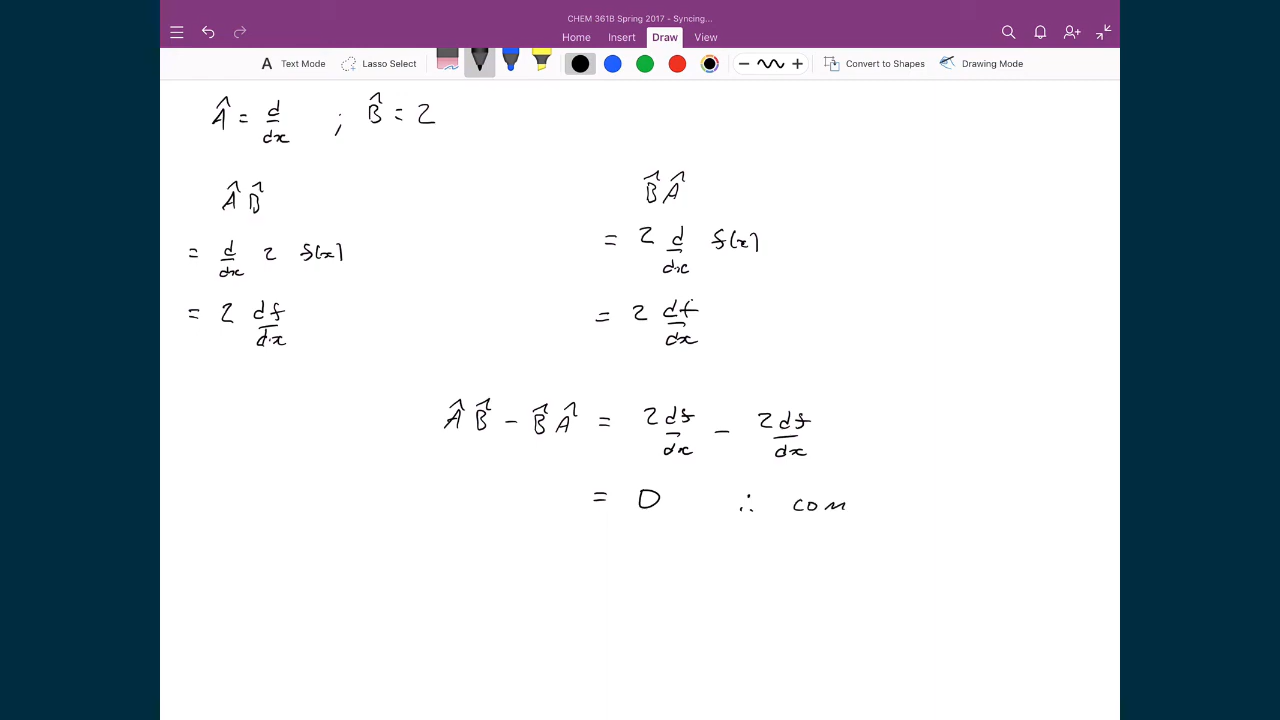 CHEM 361B Spring 2017 - Syncing...
Home Insert Draw View
Text Mode Lasso Select Convert to Shapes Drawing Mode
Â = d/dx ; B̂ = 2
Â B̂
= d/dx 2 f(x)
= 2 df/dx
B̂ Â
= 2 d/dx f(x)
= 2 df/dx
Â B̂ - B̂ Â = 2 df/dx - 2 df/dx
= 0 ∴ com